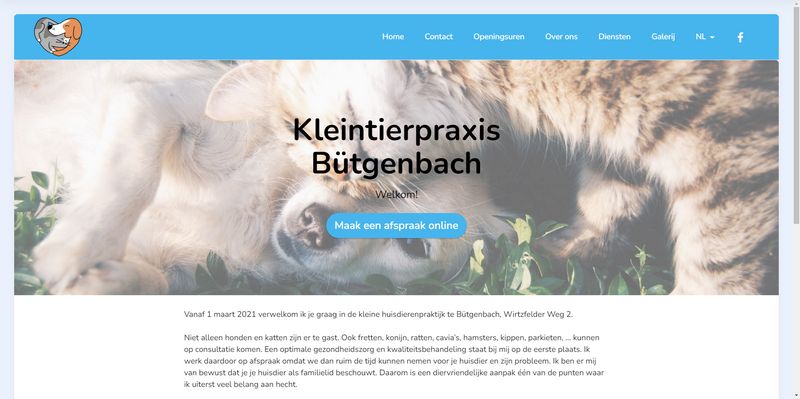 Home Contact Openingsuren Over ons Diensten Galerij NL
Kleintierpraxis
Bütgenbach
Welkom!
Maak een afspraak online
Vanaf 1 maart 2021 verwelkom ik je graag in de kleine huisdierenpraktijk te Bütgenbach, Wirtzfelder Weg 2.
Niet alleen honden en katten zijn er te gast. Ook fretten, konijn, ratten, cavia's, hamsters, kippen, parkieten, ... kunnen
op consultatie komen. Een optimale gezondheidszorg en kwaliteitsbehandeling staat bij mij op de eerste plaats. Ik
werk daardoor op afspraak omdat we dan ruim de tijd kunnen nemen voor je huisdier en zijn probleem. Ik ben er mij
van bewust dat je je huisdier als familielid beschouwt. Daarom is een diervriendelijke aanpak één van de punten waar
ik uiterst veel belang aan hecht.